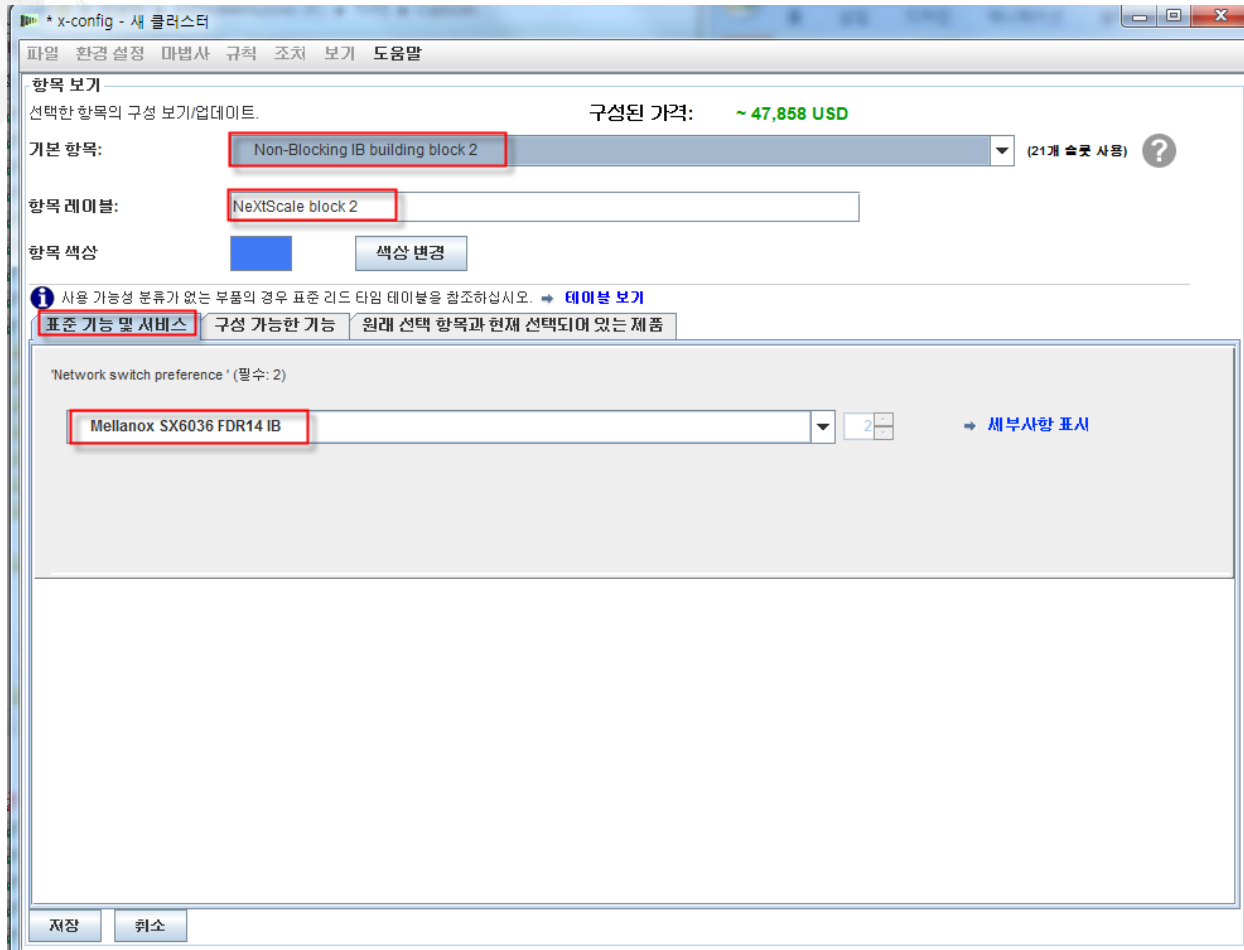 * x-config - 새 클러스터
파일 환경 설정 마법사 규칙 조치 보기 도움말
항목 보기
선택한 항목의 구성 보기/업데이트. 구성된 가격: ~ 47,858 USD
기본 항목: Non-Blocking IB building block 2 (21개 슬롯 사용) ?
항목 레이블: NeXtScale block 2
항목 색상 색상 변경
i 사용 가능성 분류가 없는 부품의 경우 표준 리드 타임 테이블을 참조하십시오. ➡ 테이블 보기
표준 기능 및 서비스 구성 가능한 기능 원래 선택 항목과 현재 선택되어 있는 제품
'Network switch preference ' (필수: 2)
Mellanox SX6036 FDR14 IB 2 ➡ 세부사항 표시
저장 취소